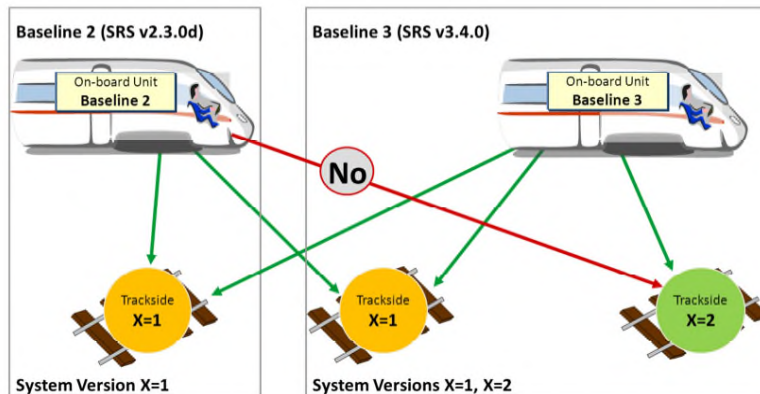 Baseline 2 (SRS v2.3.0d)
On-board Unit
Baseline 2
Baseline 3 (SRS v3.4.0)
On-board Unit
Baseline 3
No
Trackside
X=1
Trackside
X=1
Trackside
X=2
System Version X=1
System Versions X=1, X=2